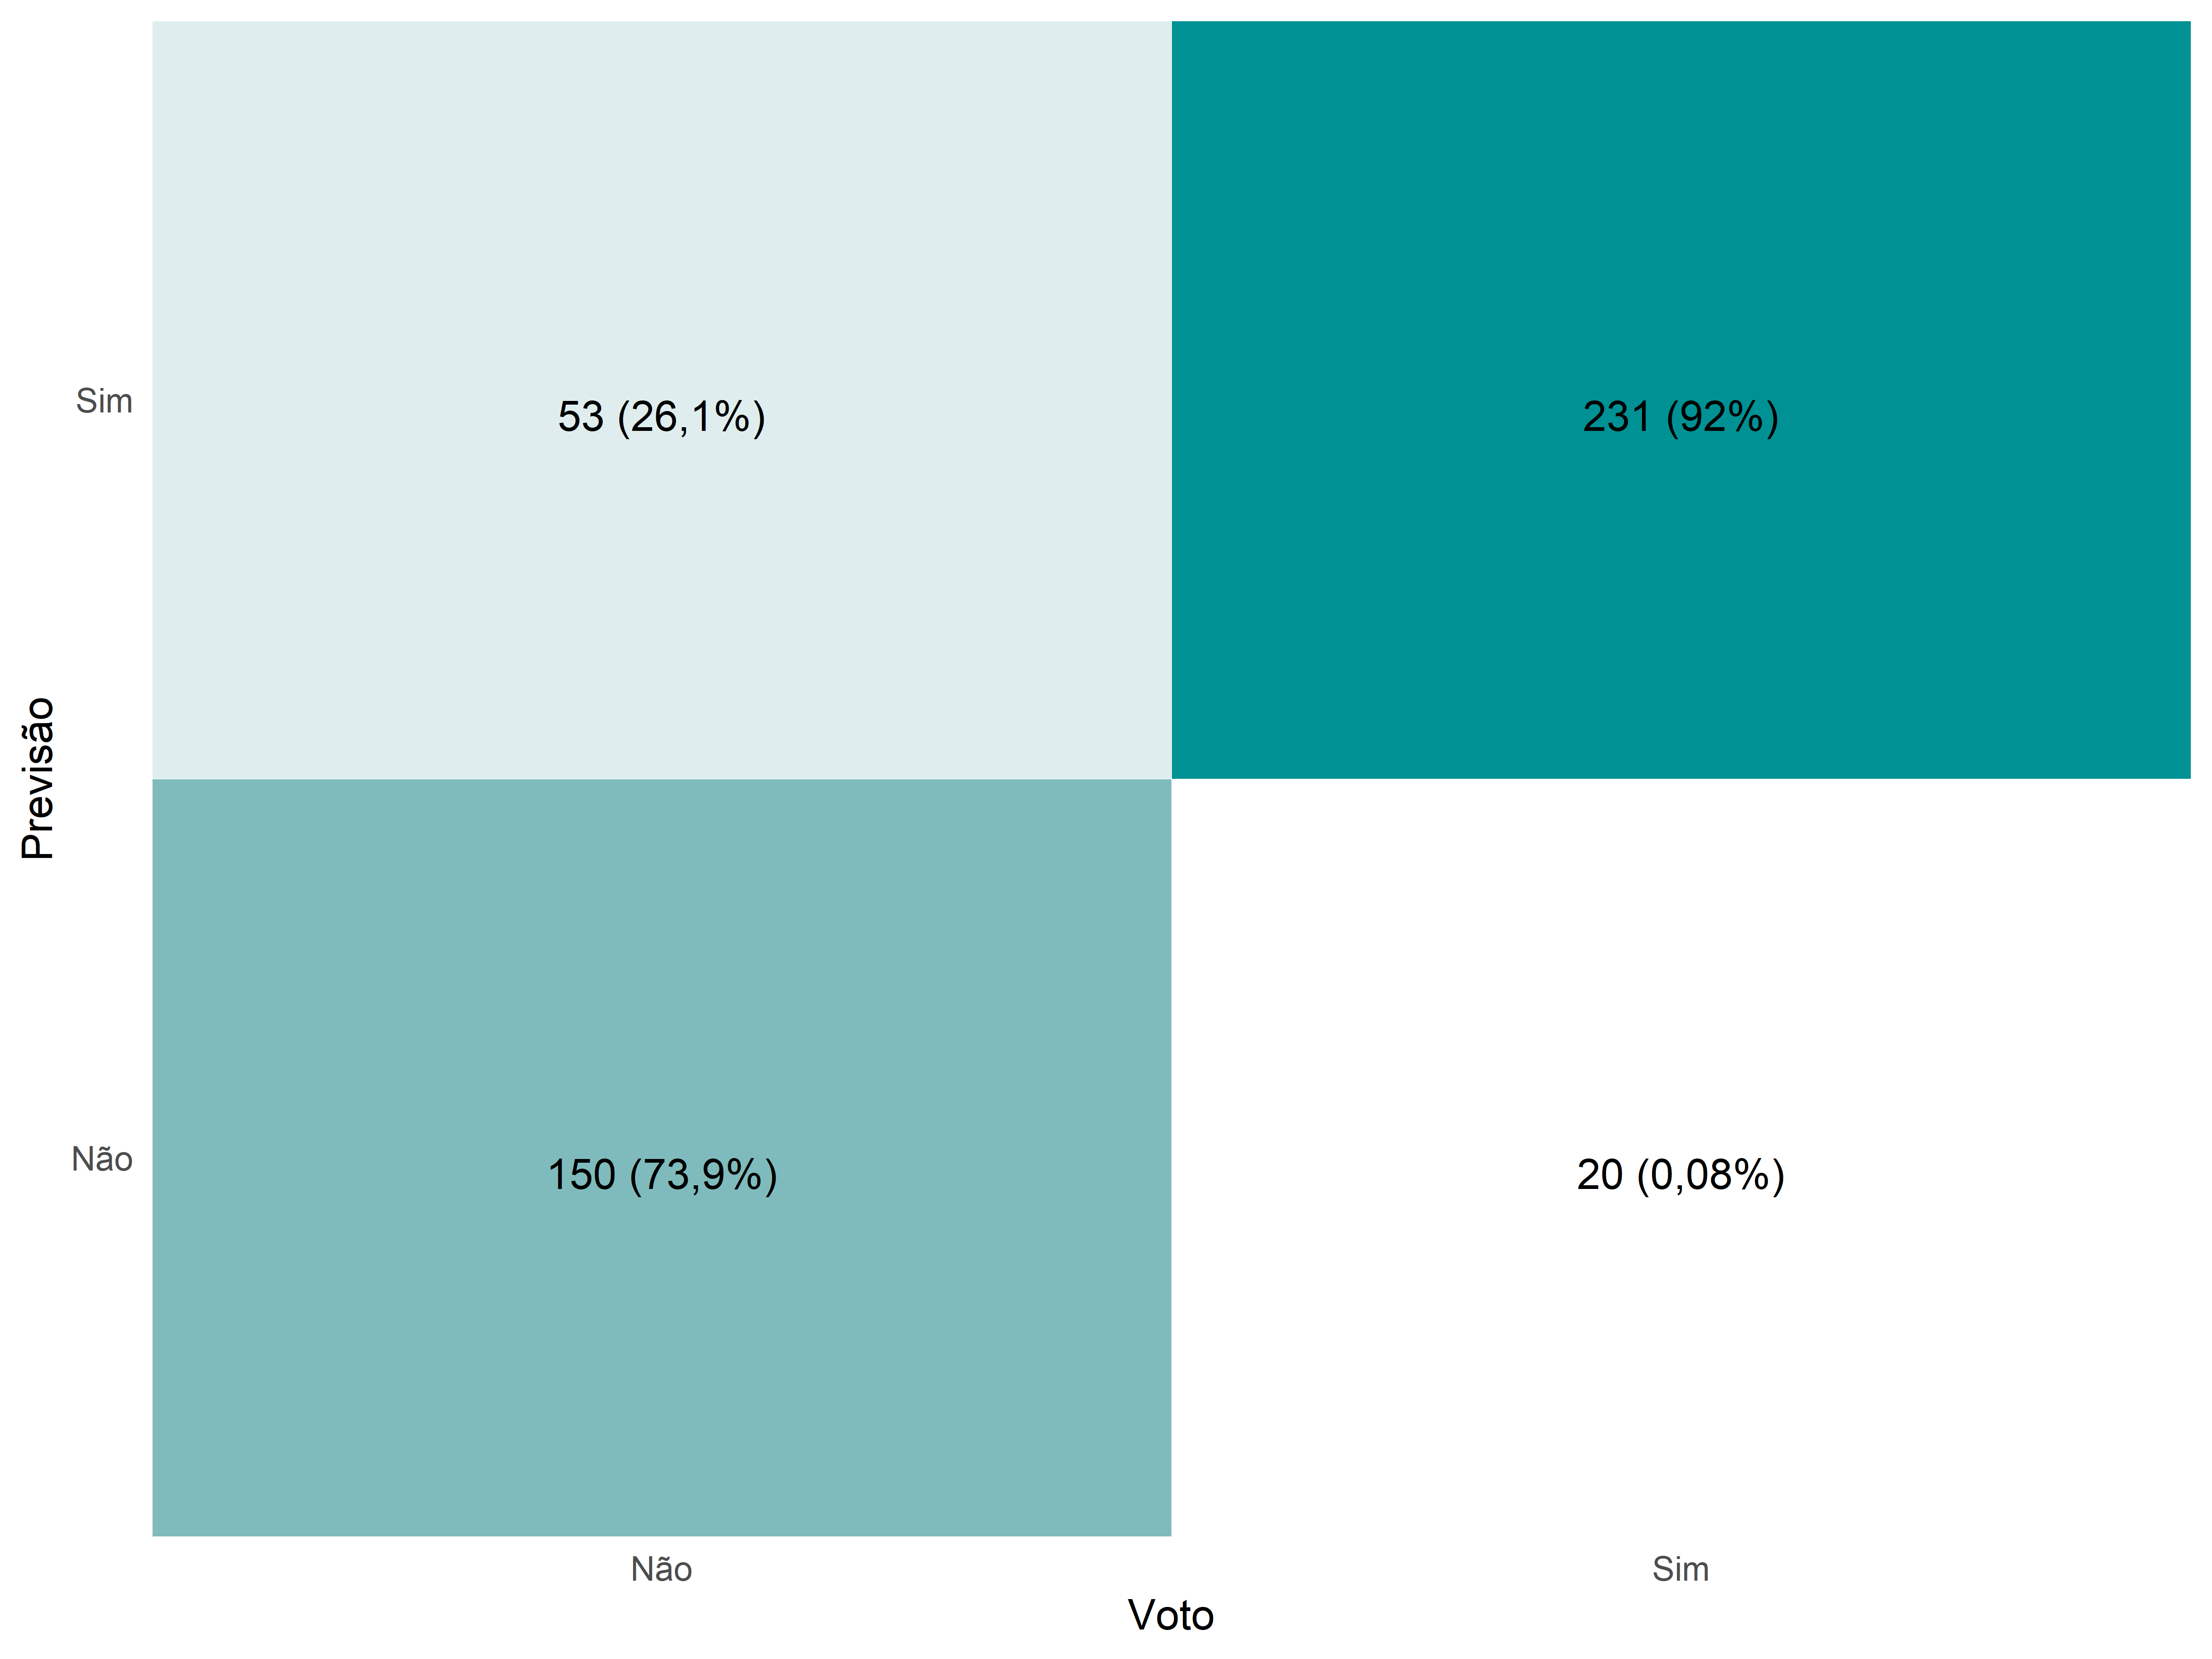 Previsão
Sim
53 (26,1%)
231 (92%)
Não
150 (73,9%)
20 (0,08%)
Não
Sim
Voto